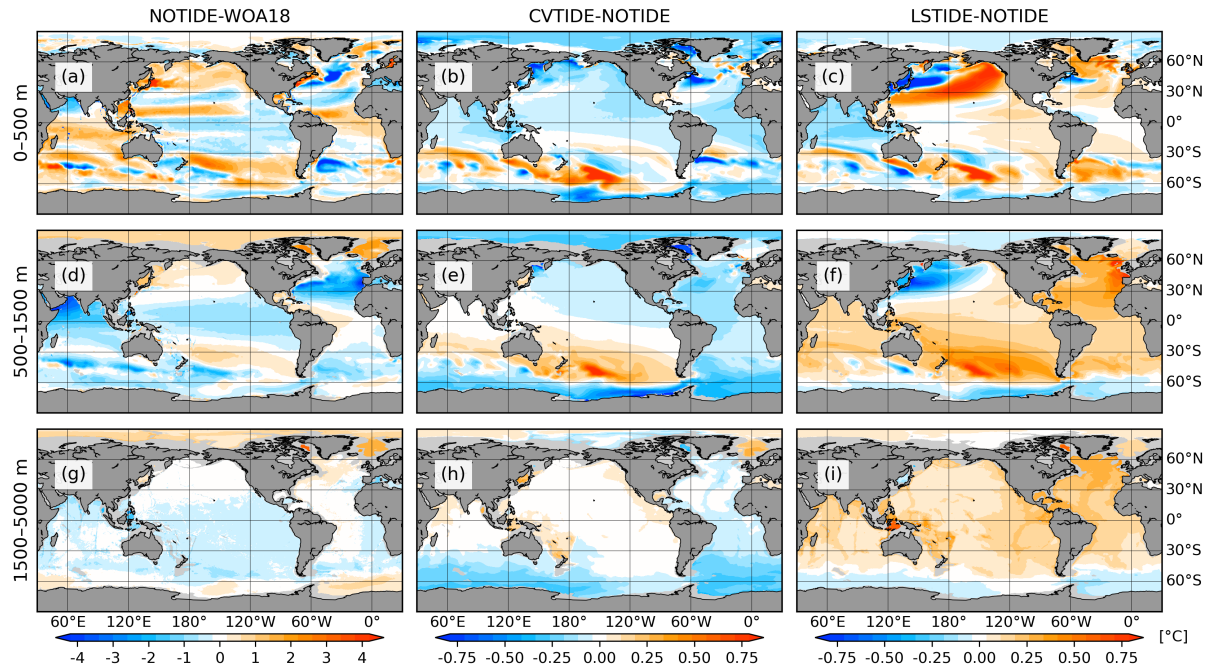 NOTIDE-WOA18 CVTIDE-NOTIDE LSTIDE-NOTIDE
0–500 m (a) (b) (c) 60°N
30°N
0°
30°S
60°S
500–1500 m (d) (e) (f) 60°N
30°N
0°
30°S
60°S
1500–5000 m (g) (h) (i) 60°N
30°N
0°
30°S
60°S
60°E 120°E 180° 120°W 60°W 0° 60°E 120°E 180° 120°W 60°W 0° 60°E 120°E 180° 120°W 60°W 0°
-4 -3 -2 -1 0 1 2 3 4 -0.75 -0.50 -0.25 0.00 0.25 0.50 0.75 -0.75 -0.50 -0.25 0.00 0.25 0.50 0.75 [°C]